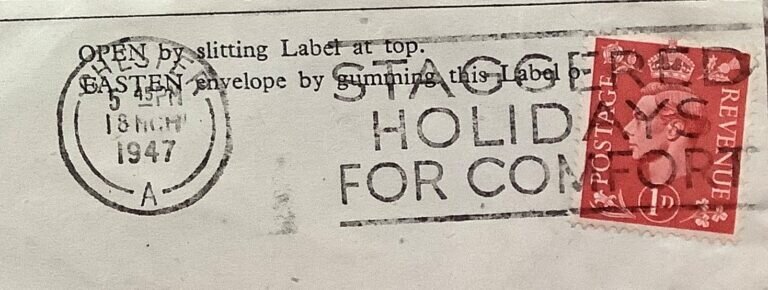 OPEN by slitting Label at top.
FASTEN envelope by gumming this Label o
CHESTER
5 45PM
18 MCH
1947
A
STAGGERED
HOLIDAYS
FOR COMFORT
POSTAGE
REVENUE
1D